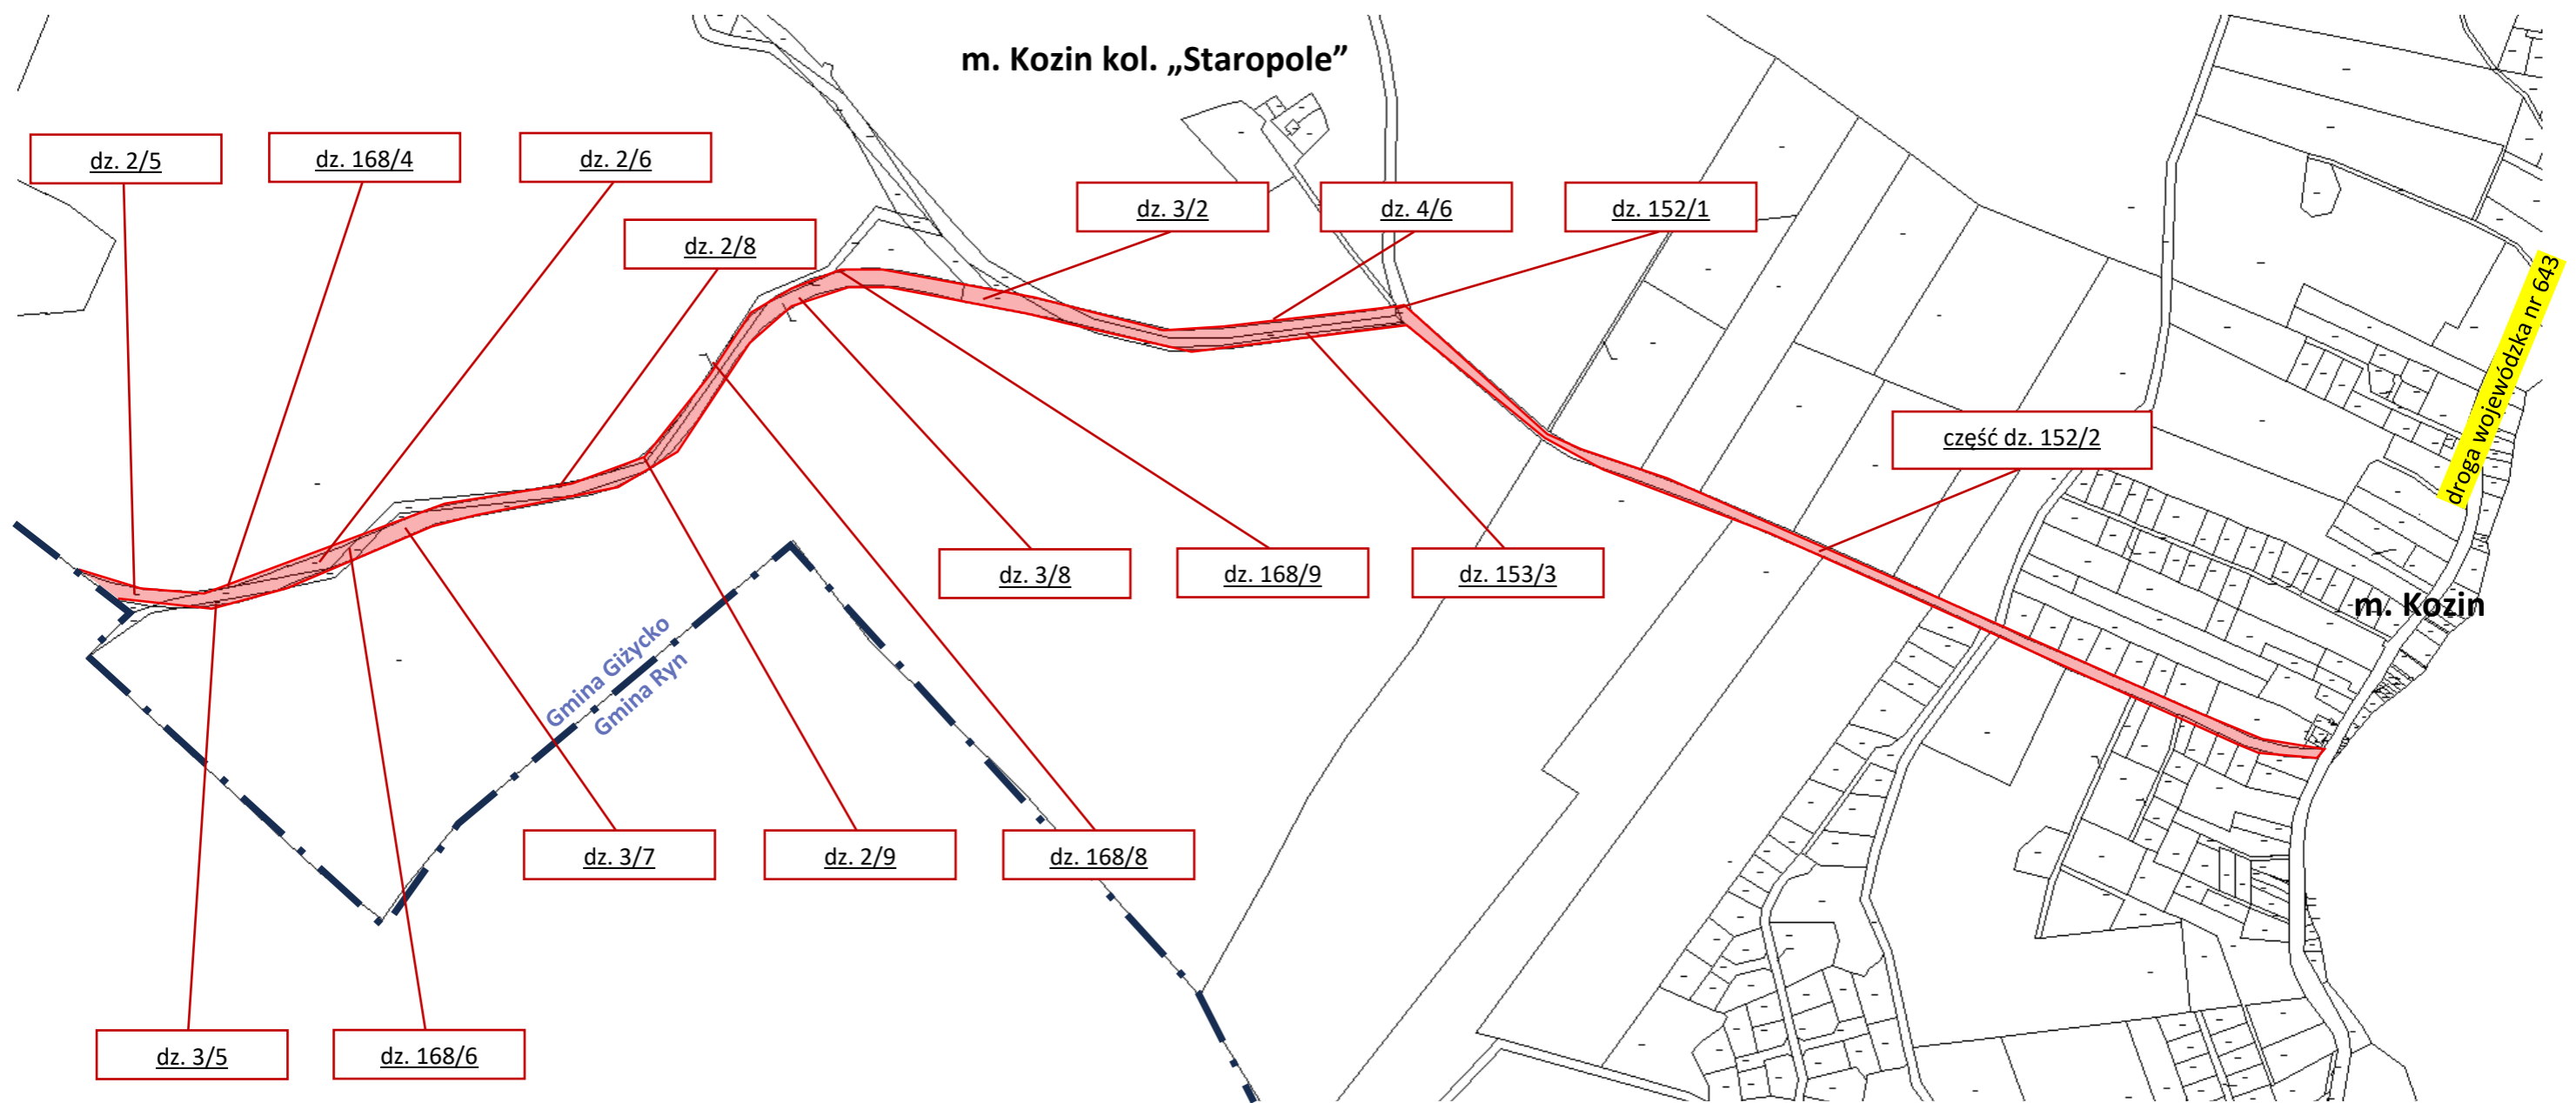 m. Kozin kol. „Staropole”
dz. 2/5
dz. 168/4
dz. 2/6
dz. 2/8
dz. 3/2
dz. 4/6
dz. 152/1
droga wojewódzka nr 643
część dz. 152/2
dz. 3/8
dz. 168/9
dz. 153/3
m. Kozin
Gmina Giżycko
Gmina Ryn
dz. 3/7
dz. 2/9
dz. 168/8
dz. 3/5
dz. 168/6